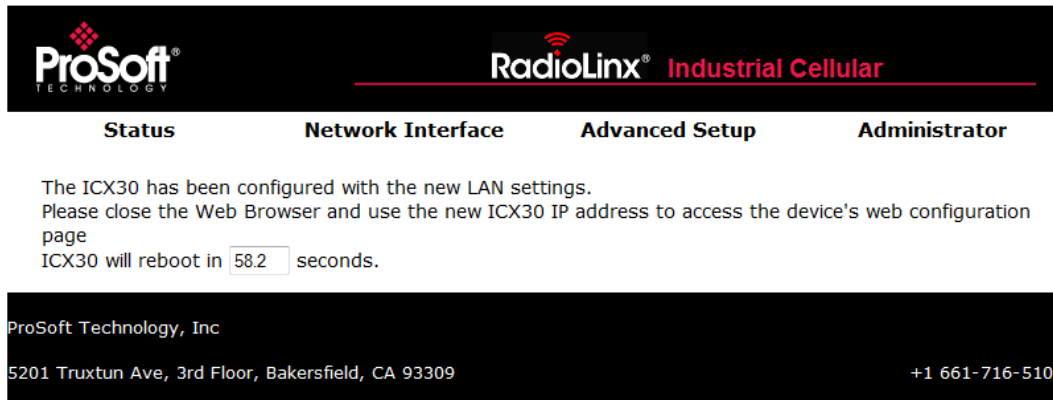 ProSoft®
TECHNOLOGY
RadioLinx® Industrial Cellular
Status Network Interface Advanced Setup Administrator
The ICX30 has been configured with the new LAN settings.
Please close the Web Browser and use the new ICX30 IP address to access the device's web configuration
page
ICX30 will reboot in 58.2 seconds.
ProSoft Technology, Inc
5201 Truxtun Ave, 3rd Floor, Bakersfield, CA 93309 +1 661-716-510